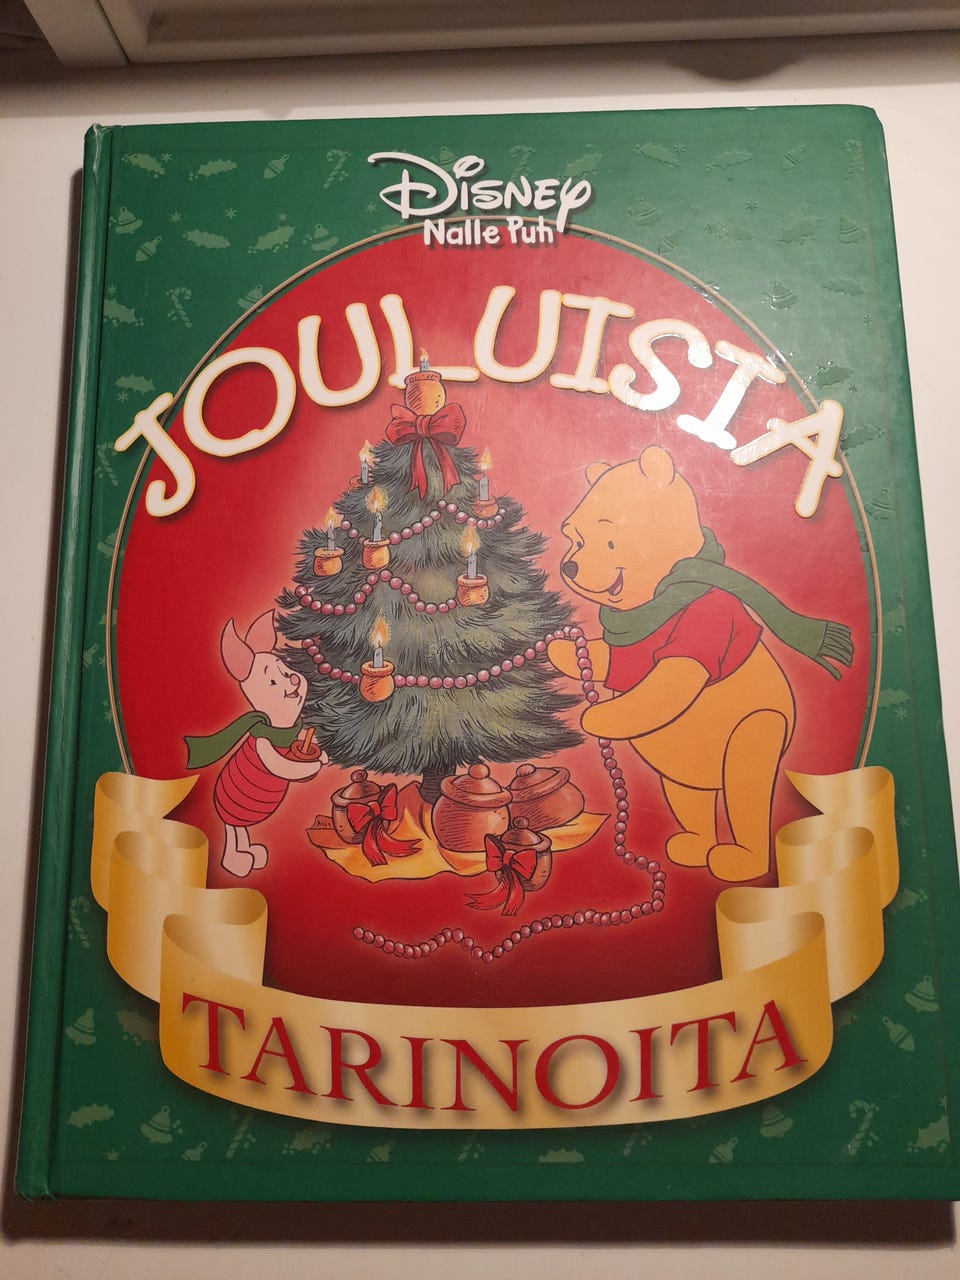 Disney
Nalle Puh
JOULUISIA
TARINOITA